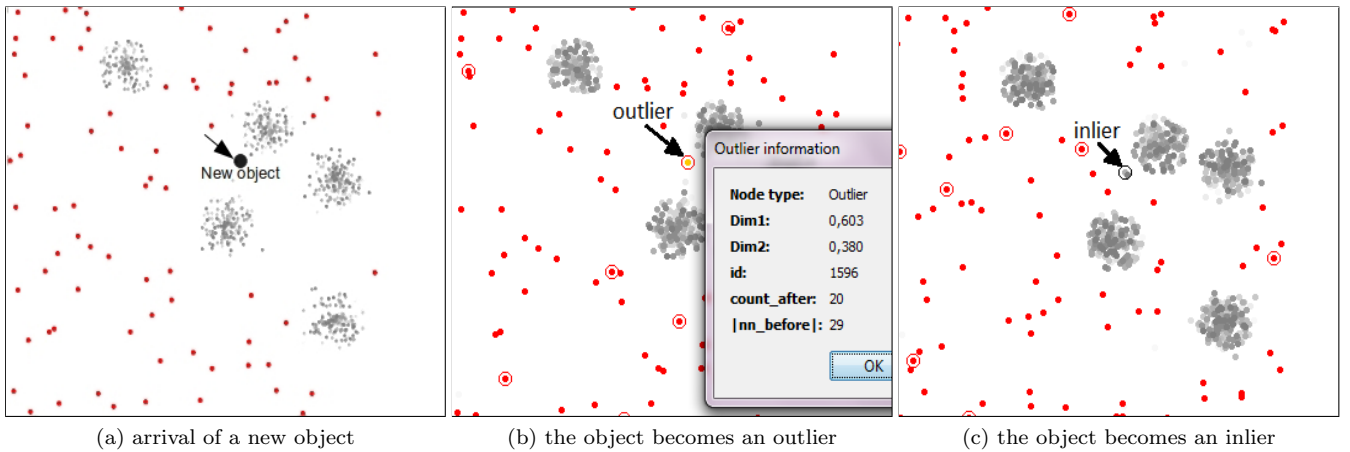 New object
(a) arrival of a new object
outlier
Outlier information
Node type: Outlier
Dim1: 0,603
Dim2: 0,380
id: 1596
count_after: 20
|nn_before|: 29
OK
(b) the object becomes an outlier
inlier
(c) the object becomes an inlier